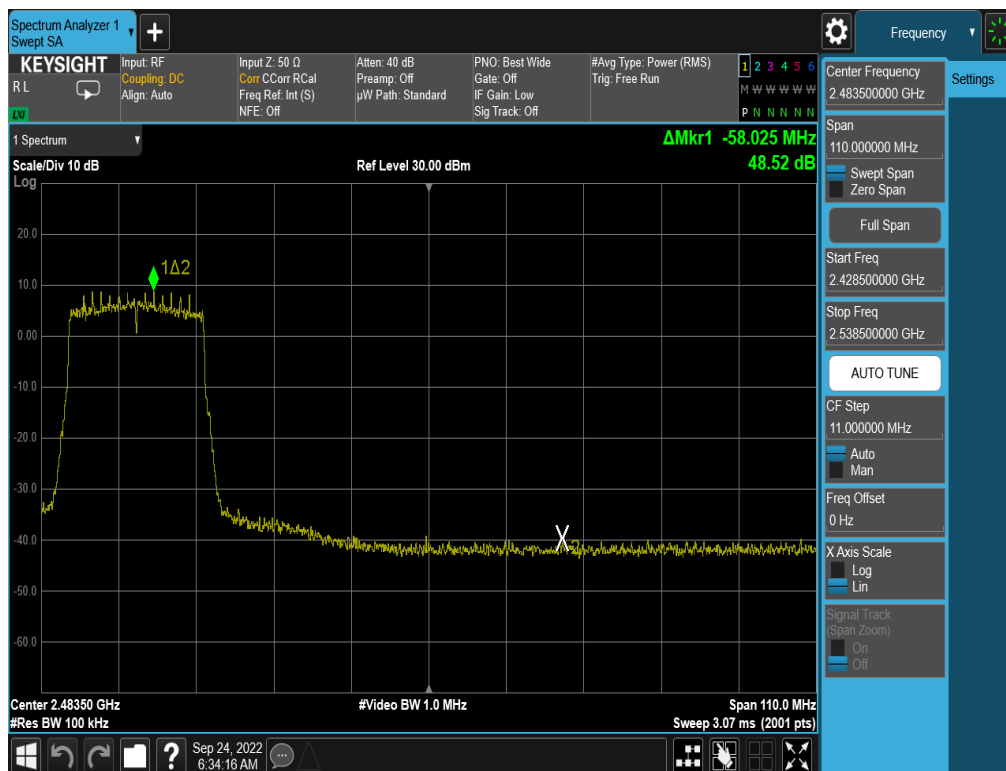 Spectrum Analyzer 1
Swept SA
Frequency
KEYSIGHT
R L
LXI
Input: RF
Coupling: DC
Align: Auto
Input Z: 50 Ω
Corr CCorr RCal
Freq Ref: Int (S)
NFE: Off
Atten: 40 dB
Preamp: Off
µW Path: Standard
PNO: Best Wide
Gate: Off
IF Gain: Low
Sig Track: Off
#Avg Type: Power (RMS)
Trig: Free Run
1 2 3 4 5 6
M W W W W W
P N N N N N
1 Spectrum
Scale/Div 10 dB
Ref Level 30.00 dBm
ΔMkr1 -58.025 MHz
48.52 dB
Log
20.0
10.0
0.00
-10.0
-20.0
-30.0
-40.0
-50.0
-60.0
1Δ2
X
2
Center 2.48350 GHz
#Res BW 100 kHz
#Video BW 1.0 MHz
Span 110.0 MHz
Sweep 3.07 ms (2001 pts)
Center Frequency
2.483500000 GHz
Settings
Span
110.000000 MHz
Swept Span
Zero Span
Full Span
Start Freq
2.428500000 GHz
Stop Freq
2.538500000 GHz
AUTO TUNE
CF Step
11.000000 MHz
Auto
Man
Freq Offset
0 Hz
X Axis Scale
Log
Lin
Signal Track
(Span Zoom)
On
Off
?
Sep 24, 2022
6:34:16 AM